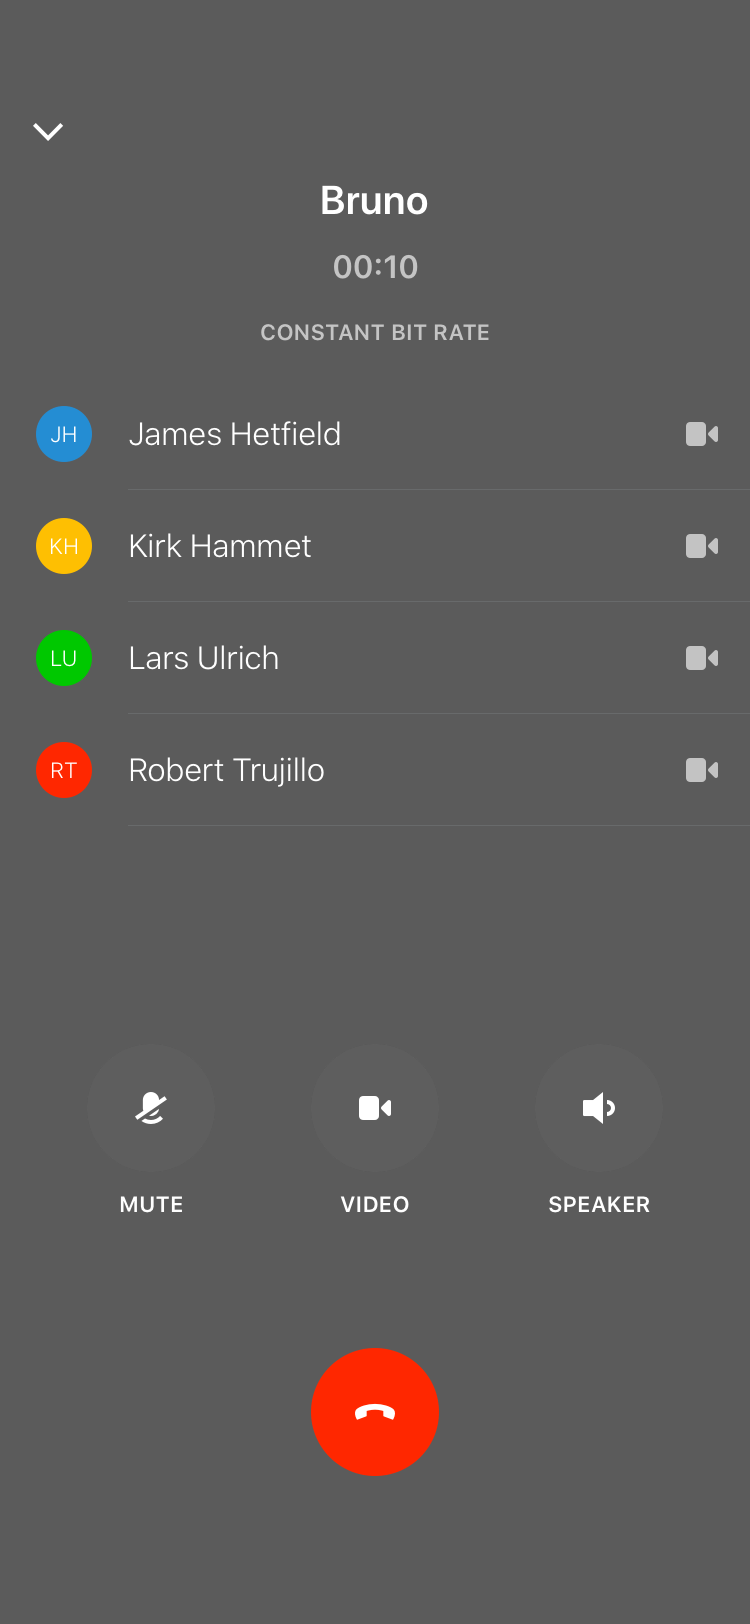 Bruno
00:10
CONSTANT BIT RATE
JH James Hetfield
KH Kirk Hammet
LU Lars Ulrich
RT Robert Trujillo
MUTE VIDEO SPEAKER